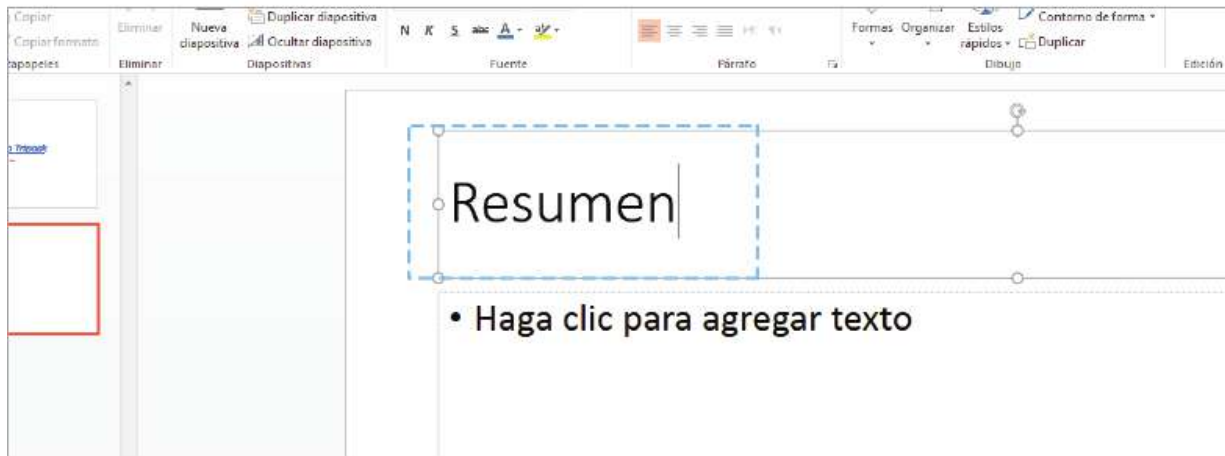 Copiar
Copiar formato
Eliminar
Nueva
diapositiva
Duplicar diapositiva
Ocultar diapositiva
N K S abc A
Formas Organizar Estilos
rápidos
Contorno de forma
Duplicar
Eliminar Diapositivas Fuente Párrafo Dibujo Edición
Resumen
• Haga clic para agregar texto